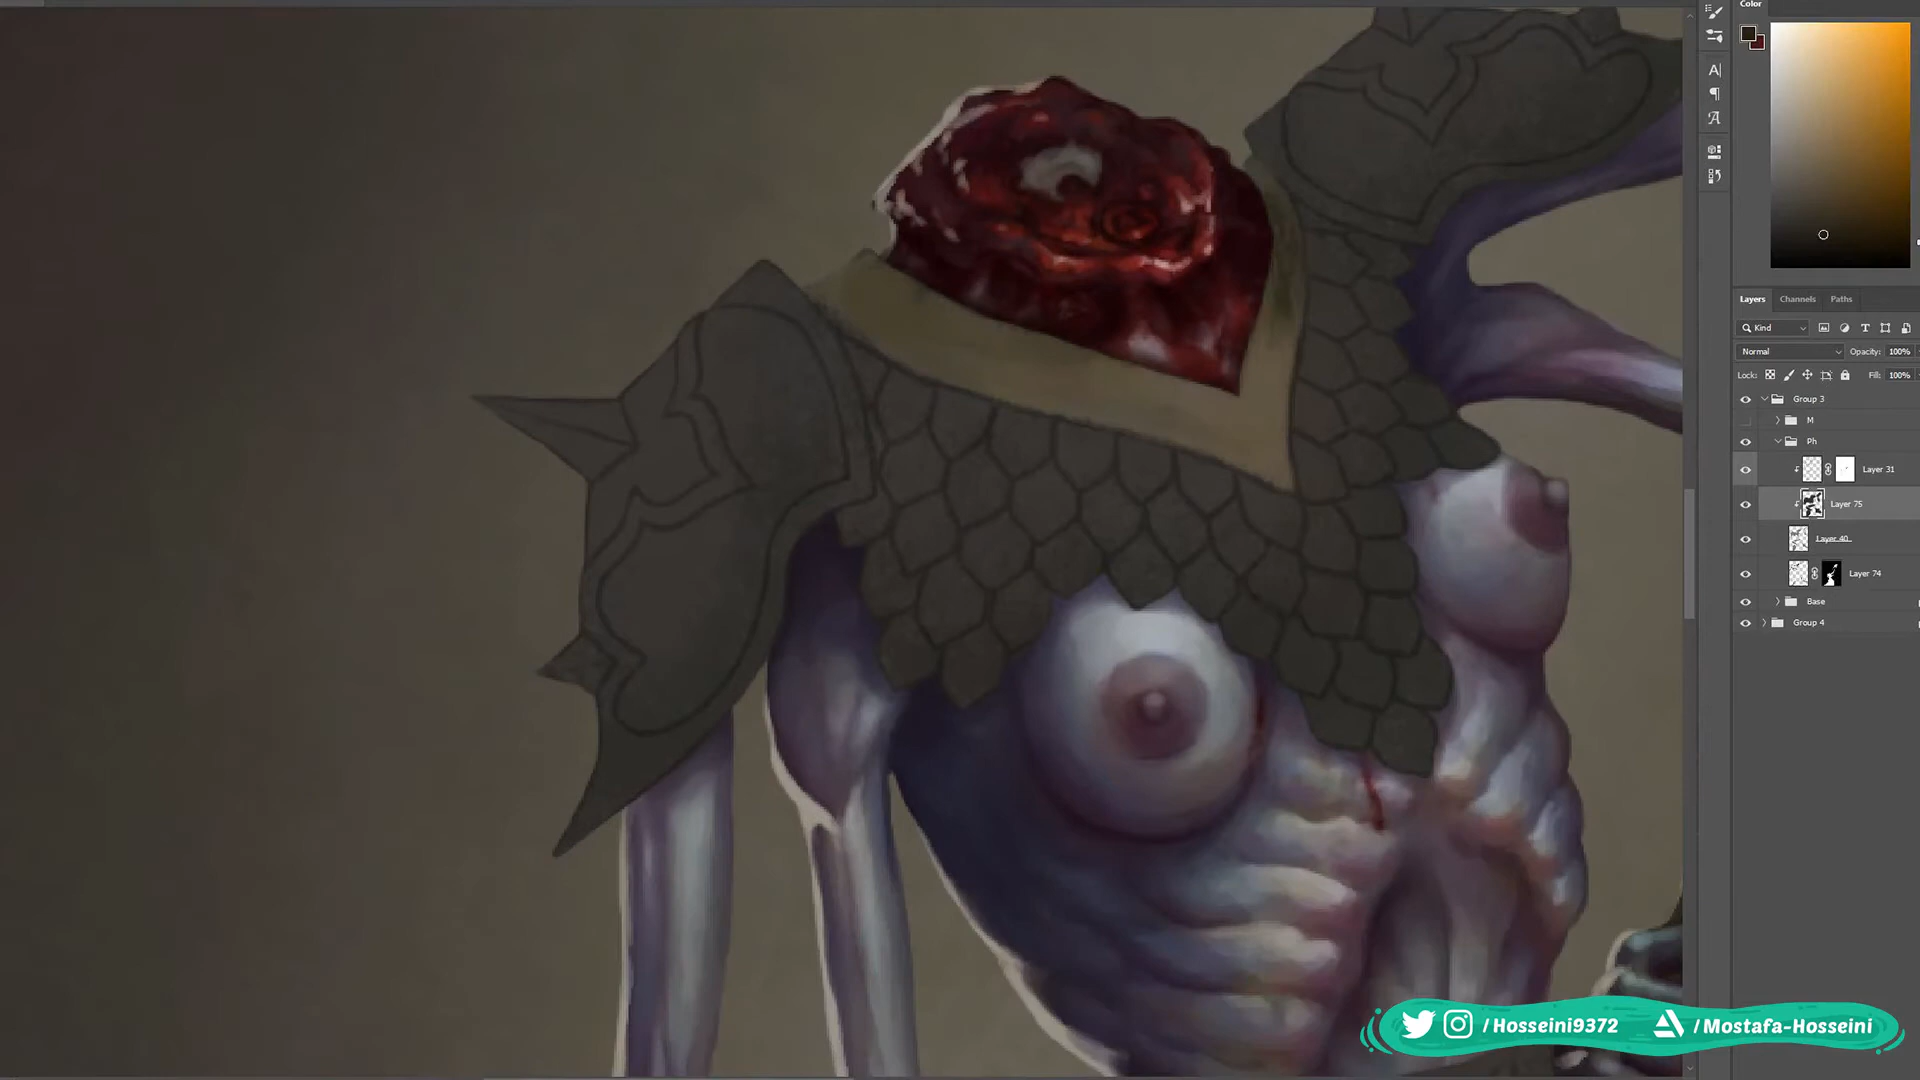 Color
Layers Channels Paths
Kind
Normal Opacity: 100%
Lock: Fill: 100%
Group 3
M
Ph
Layer 31
Layer 75
Layer 40
Layer 74
Base
Group 4
/Hosseini9372 /Mostafa-Hosseini